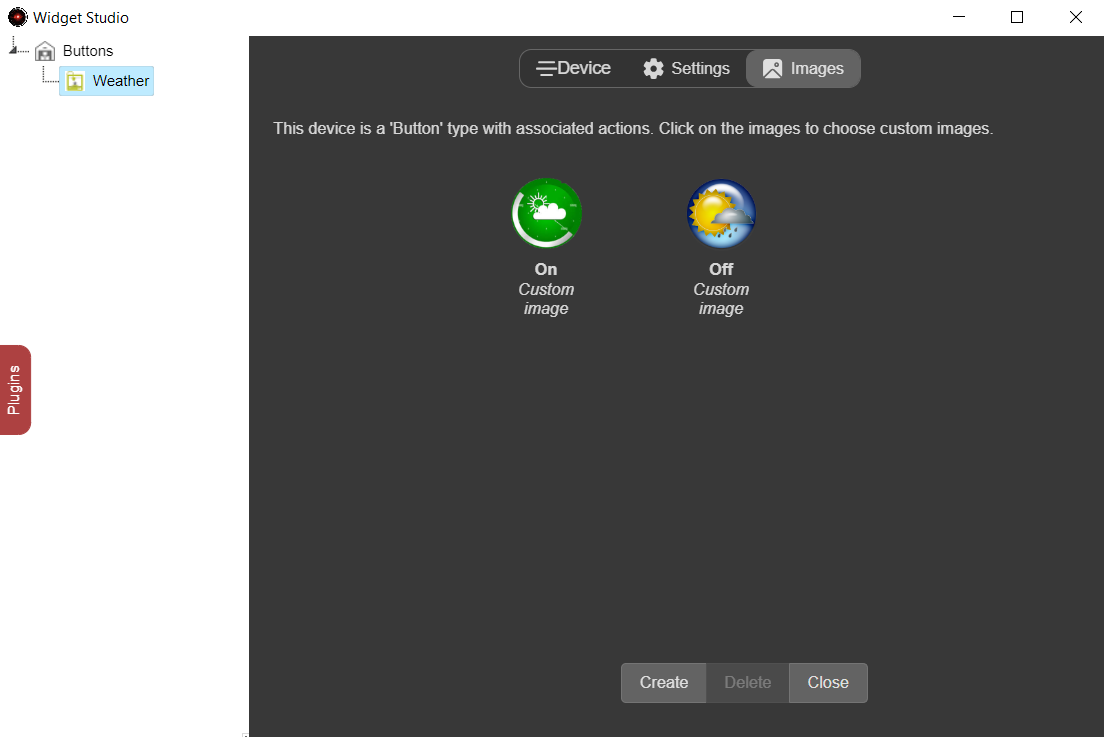 Widget Studio
Buttons
Weather
Device Settings Images
This device is a 'Button' type with associated actions. Click on the images to choose custom images.
On Off
Custom Custom
image image
Plugins
Create Delete Close